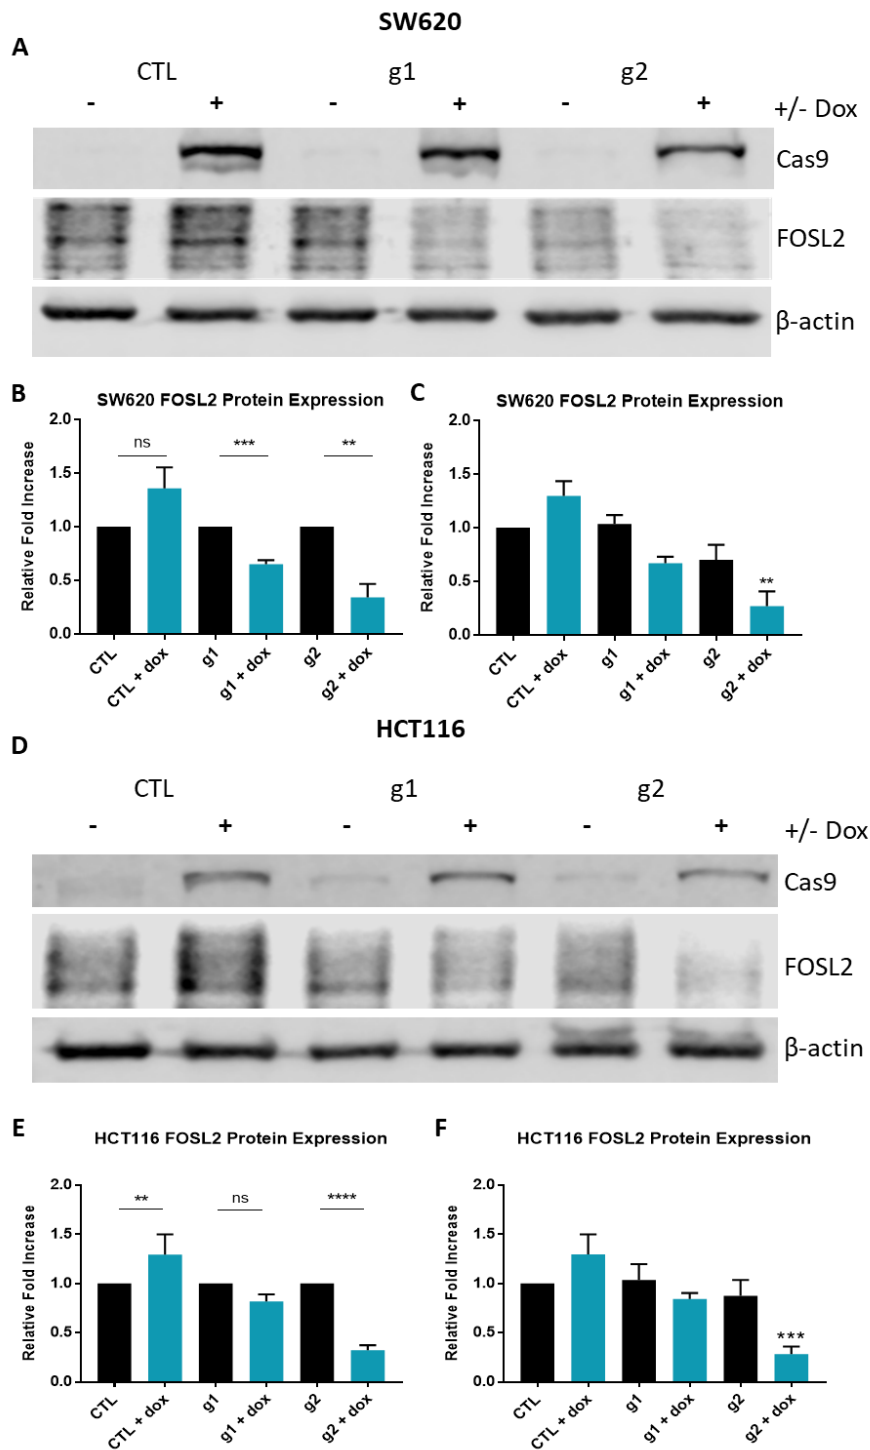 SW620
A
CTL g1 g2
- + - + - + +/- Dox
Cas9
FOSL2
β-actin
B
SW620 FOSL2 Protein Expression
Relative Fold Increase
2.0
1.5
1.0
0.5
0.0
ns *** **
CTL
CTL + dox
g1
g1 + dox
g2
g2 + dox
C
SW620 FOSL2 Protein Expression
Relative Fold Increase
2.0
1.5
1.0
0.5
0.0
**
CTL
CTL + dox
g1
g1 + dox
g2
g2 + dox
HCT116
D
CTL g1 g2
- + - + - + +/- Dox
Cas9
FOSL2
β-actin
E
HCT116 FOSL2 Protein Expression
Relative Fold Increase
2.0
1.5
1.0
0.5
0.0
** ns ****
CTL
CTL + dox
g1
g1 + dox
g2
g2 + dox
F
HCT116 FOSL2 Protein Expression
Relative Fold Increase
2.0
1.5
1.0
0.5
0.0
***
CTL
CTL + dox
g1
g1 + dox
g2
g2 + dox